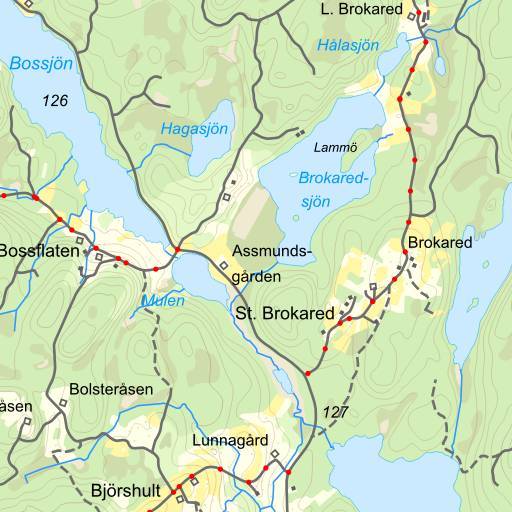 L. Brokared
Hålasjön
Bossjön
126
Hagasjön
Lammö
Brokared-
sjön
Brokared
Bossflaten
Assmunds-
gården
Mulen
St. Brokared
Bolsteråsen
åsen
127
Lunnagård
Björshult